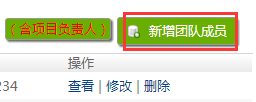 （含项目负责人） 新增团队成员
操作
234 查看 | 修改 | 删除